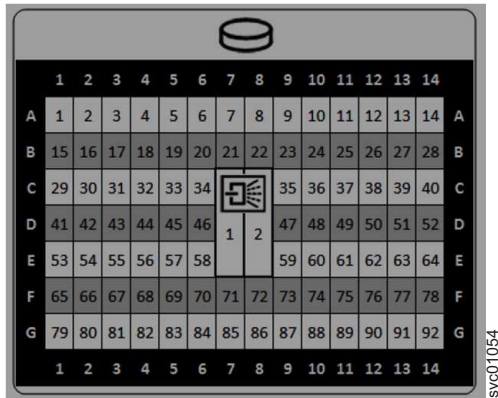 1 2 3 4 5 6 7 8 9 10 11 12 13 14
A 1 2 3 4 5 6 7 8 9 10 11 12 13 14 A
B 15 16 17 18 19 20 21 22 23 24 25 26 27 28 B
C 29 30 31 32 33 34 35 36 37 38 39 40 C
D 41 42 43 44 45 46 1 2 47 48 49 50 51 52 D
E 53 54 55 56 57 58 59 60 61 62 63 64 E
F 65 66 67 68 69 70 71 72 73 74 75 76 77 78 F
G 79 80 81 82 83 84 85 86 87 88 89 90 91 92 G
1 2 3 4 5 6 7 8 9 10 11 12 13 14
svc01054